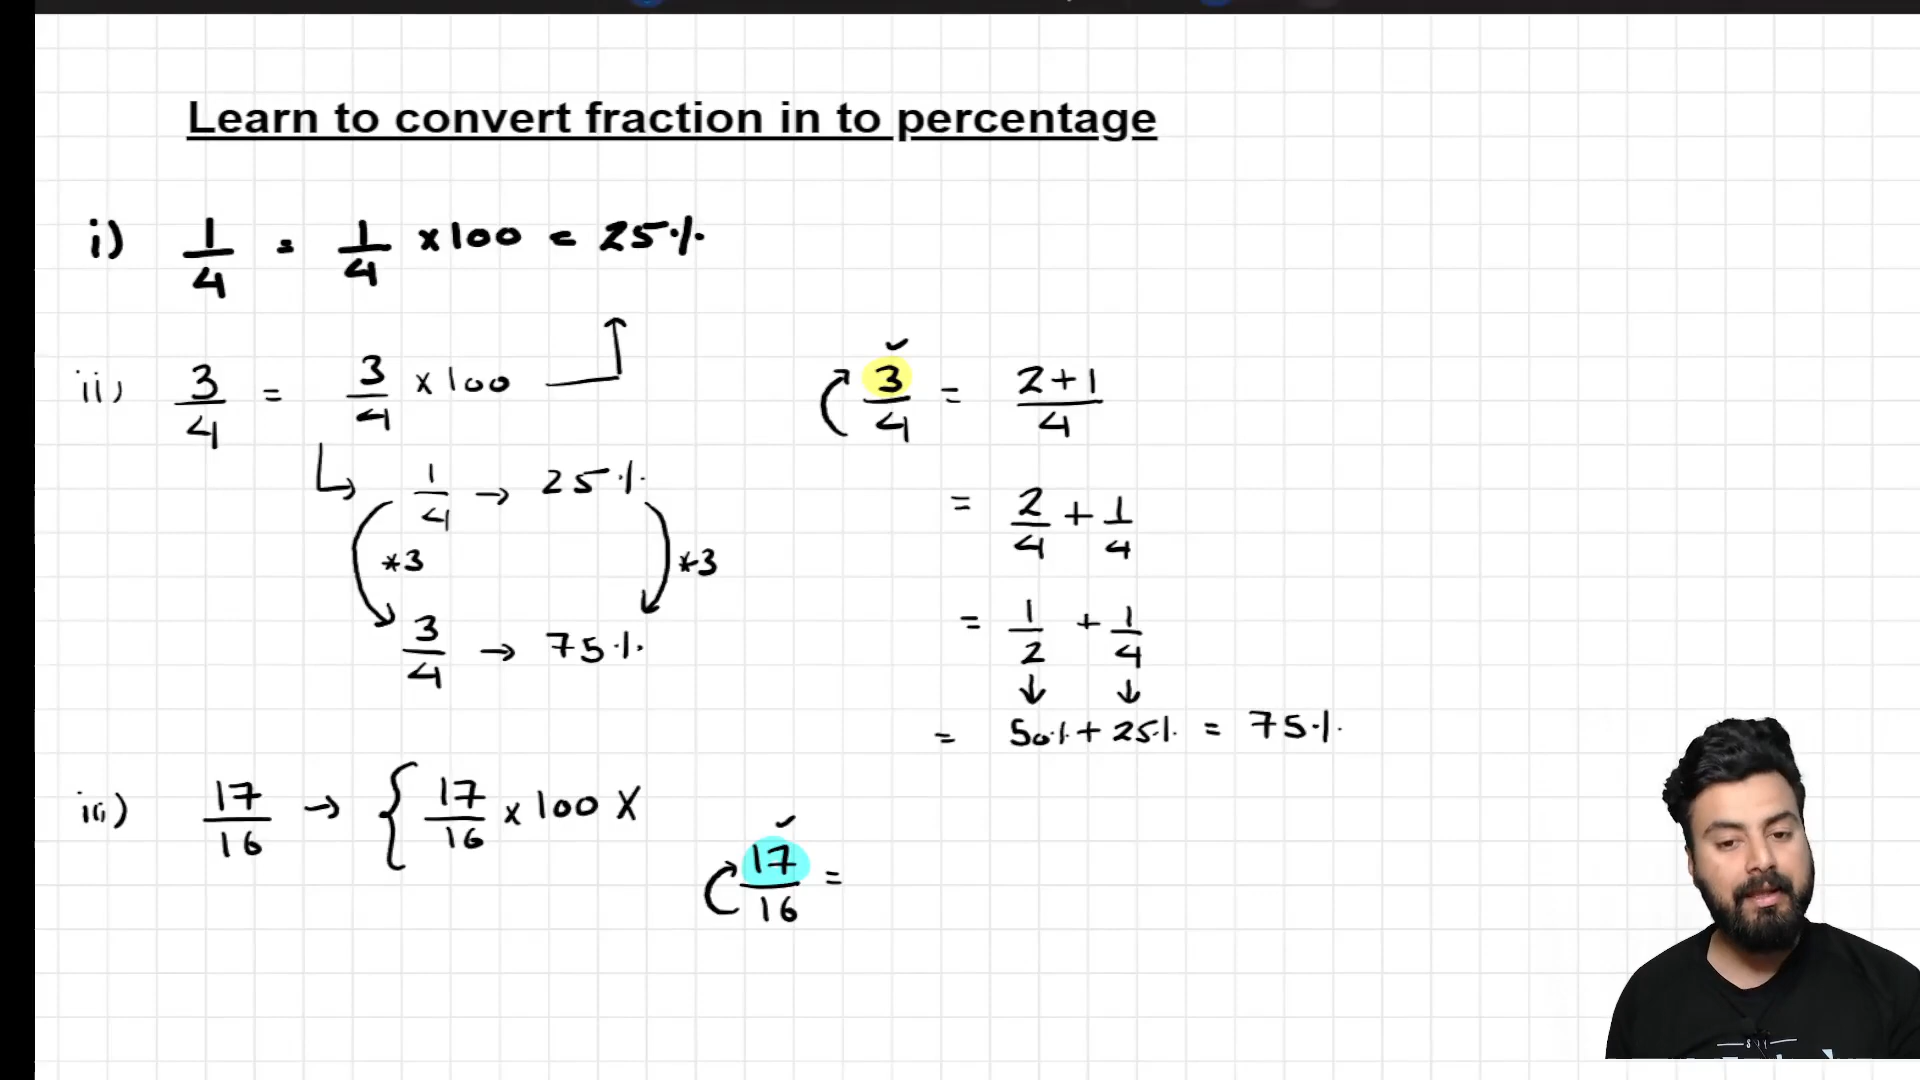 Learn to convert fraction in to percentage
i) 1/4 = 1/4 × 100 = 25%
ii) 3/4 = 3/4 × 100
1/4 → 25%
*3 *3
3/4 → 75%
3/4 = 2+1/4
= 2/4 + 1/4
= 1/2 + 1/4
= 50% + 25% = 75%
iii) 17/16 → { 17/16 × 100 X
17/16 =